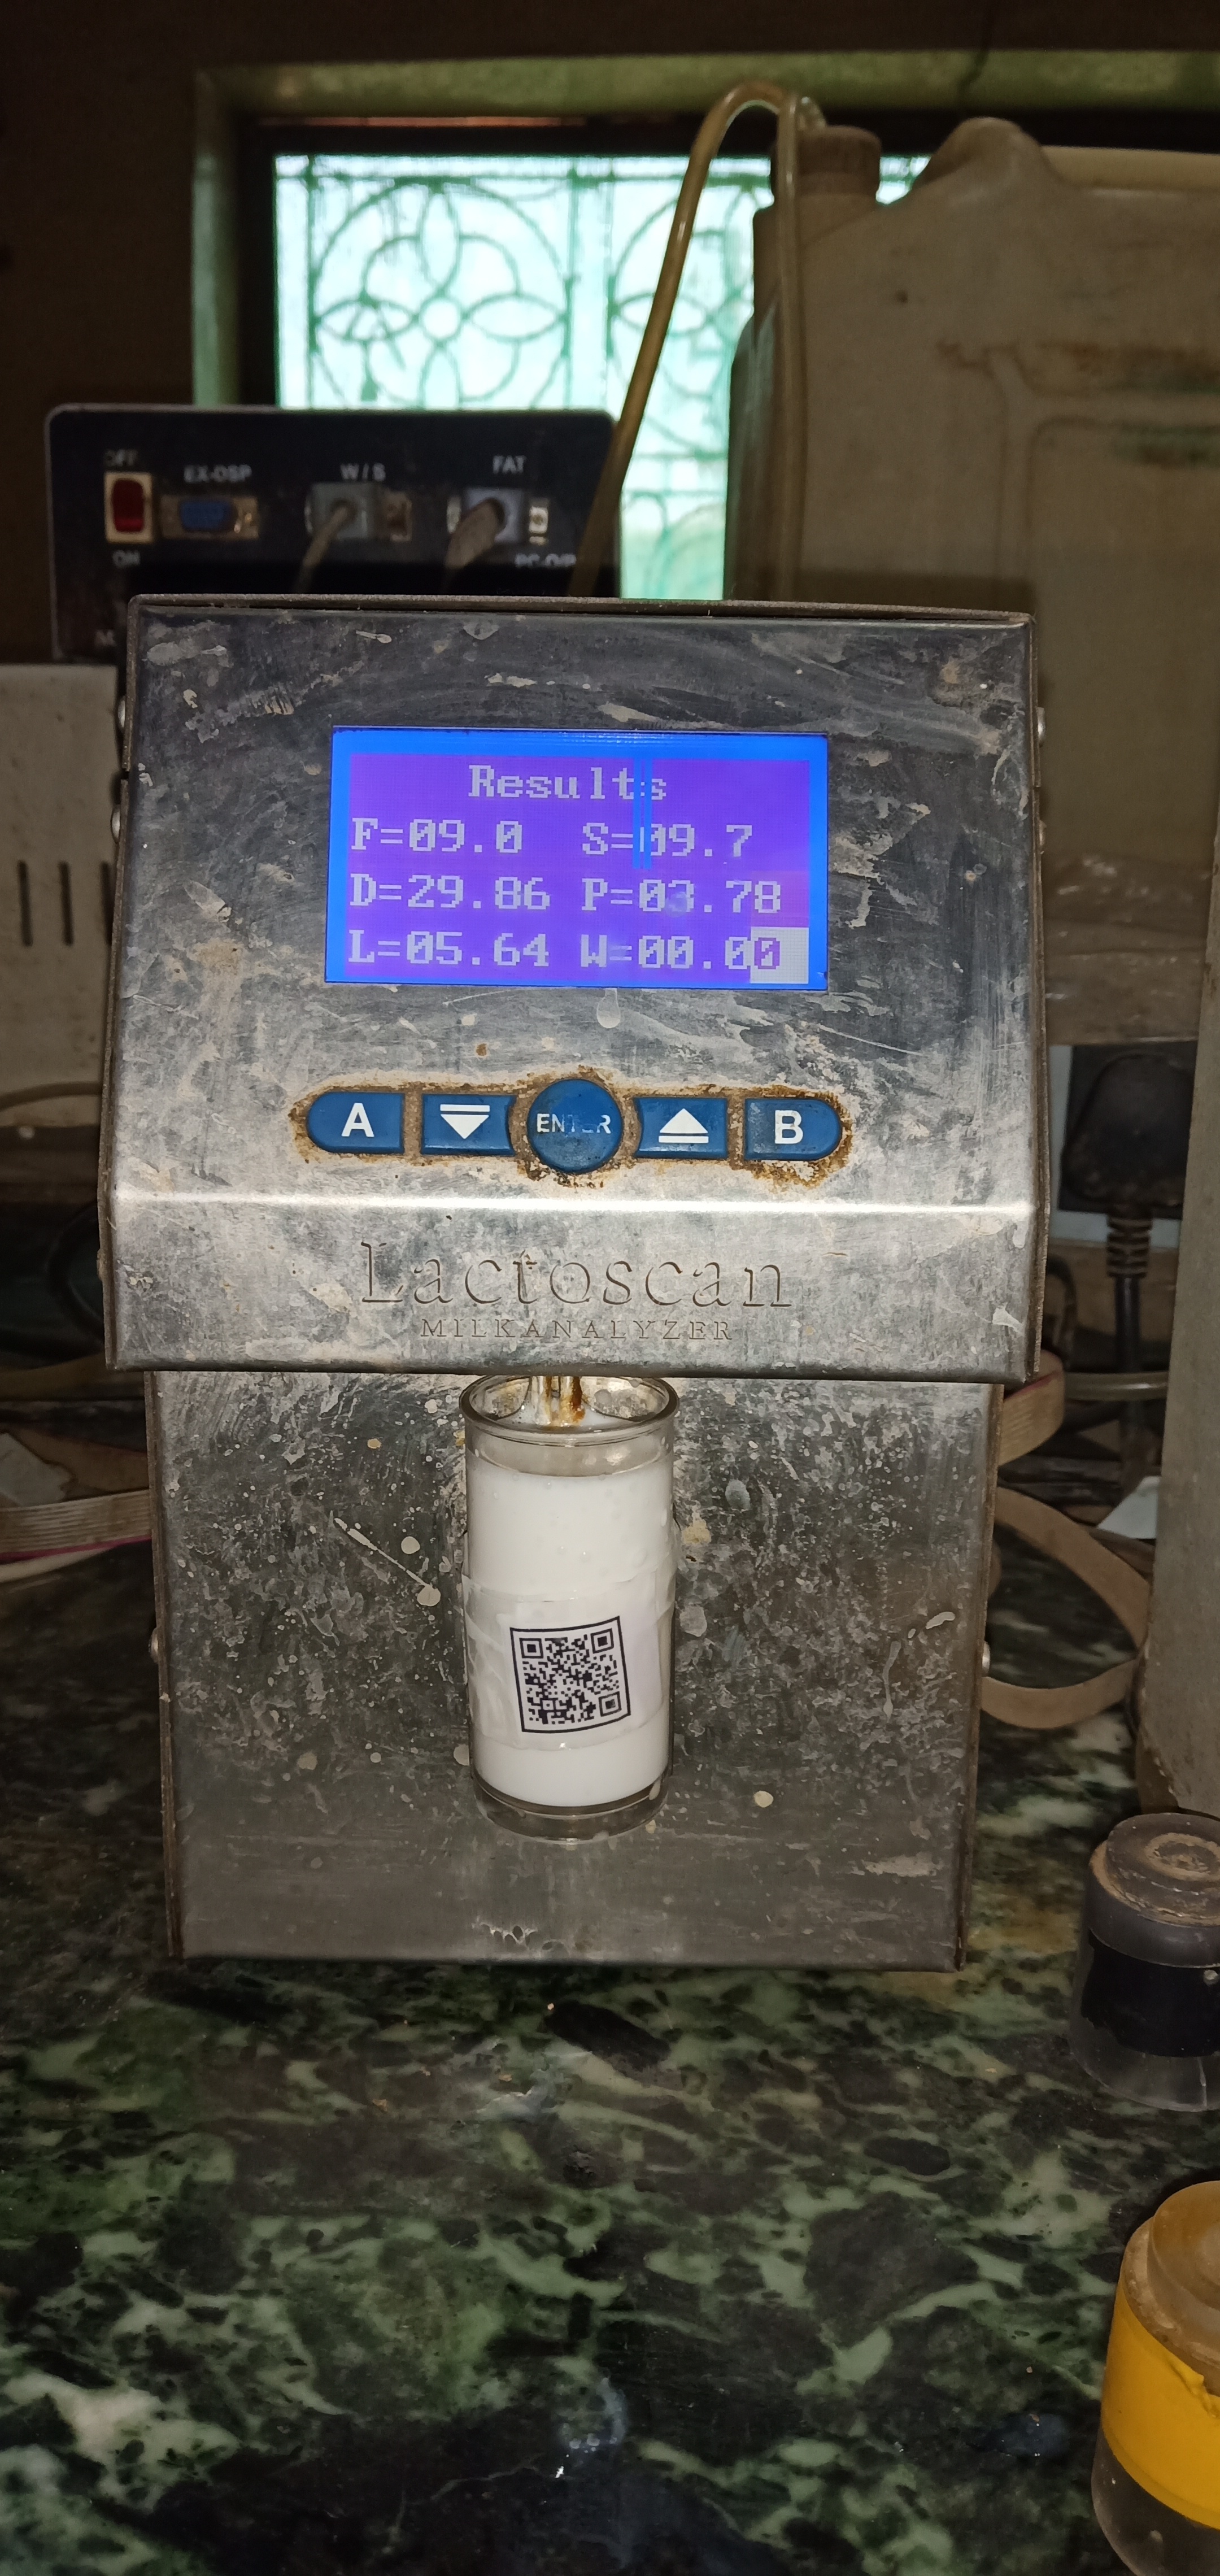 OFF
EX-OSP
W/S
FAT
ON
PC-O/P
Results
F=09.0 S=09.7
D=29.86 P=03.78
L=05.64 W=00.00
A
ENTER
B
Lactoscan
MILKANALYZER